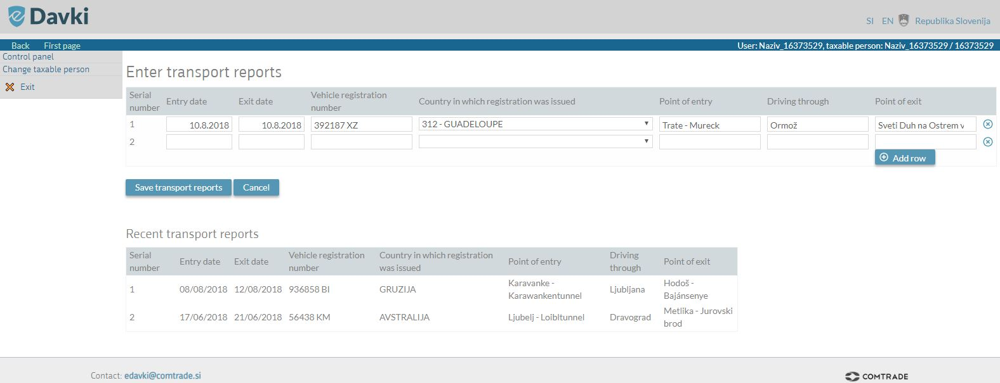 eDavki
SI EN Republika Slovenija
Back First page User: Naziv_16373529, taxable person: Naziv_16373529 / 16373529
Control panel
Change taxable person
Exit
Enter transport reports
Serial number Entry date Exit date Vehicle registration number Country in which registration was issued Point of entry Driving through Point of exit
1 10.8.2018 10.8.2018 392187 XZ 312 - GUADELOUPE Trate - Mureck Ormož Sveti Duh na Ostrem v
2
Add row
Save transport reports Cancel
Recent transport reports
Serial number Entry date Exit date Vehicle registration number Country in which registration was issued Point of entry Driving through Point of exit
1 08/08/2018 12/08/2018 936858 BI GRUZIJA Karavanke - Karawankentunnel Ljubljana Hodoš - Bajánsenye
2 17/06/2018 21/06/2018 56438 KM AVSTRALIJA Ljubelj - Loibltunnel Dravograd Metlika - Jurovski brod
Contact: edavki@comtrade.si COMTRADE